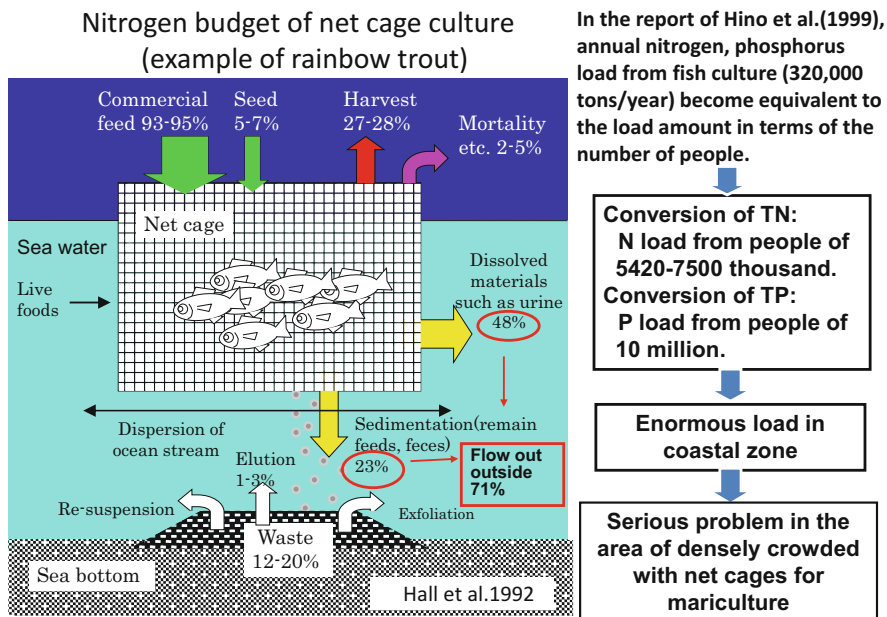 Nitrogen budget of net cage culture
(example of rainbow trout)
Commercial
feed 93-95%
Seed
5-7%
Harvest
27-28%
Mortality
etc. 2-5%
Net cage
Sea water
Live
foods
Dissolved
materials
such as urine
48%
Dispersion of
ocean stream
Sedimentation(remain
feeds, feces)
23%
Flow out
outside
71%
Elution
1-3%
Re-suspension
Exfoliation
Waste
12-20%
Sea bottom
Hall et al.1992
In the report of Hino et al.(1999),
annual nitrogen, phosphorus
load from fish culture (320,000
tons/year) become equivalent to
the load amount in terms of the
number of people.
Conversion of TN:
N load from people of
5420-7500 thousand.
Conversion of TP:
P load from people of
10 million.
Enormous load in
coastal zone
Serious problem in the
area of densely crowded
with net cages for
mariculture